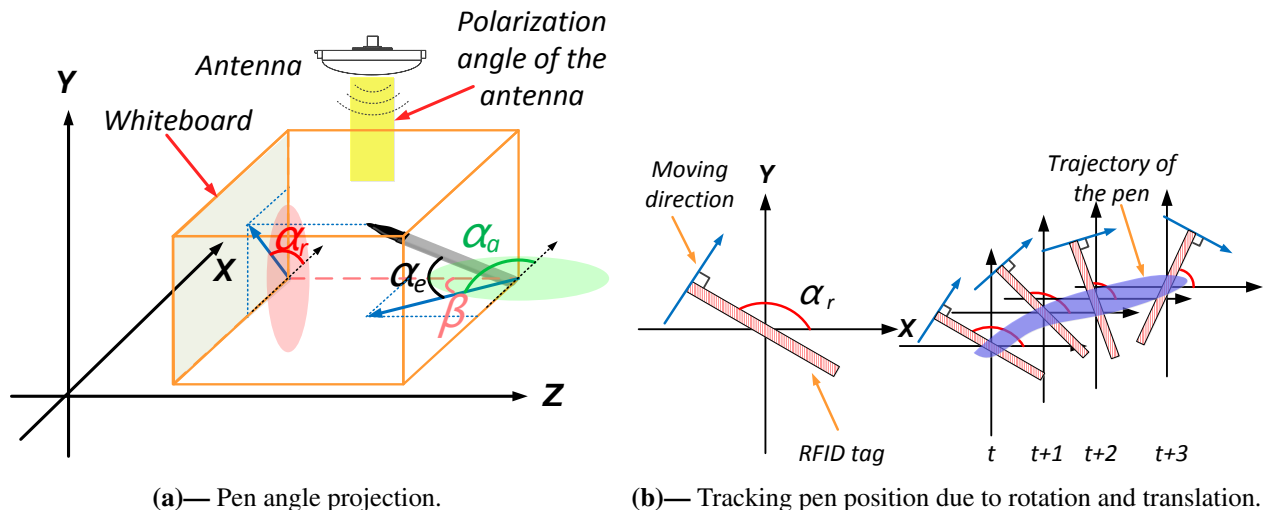 Polarization
angle of the
antenna
Antenna
Y
Whiteboard
X
αr
αa
αe
β
Z
(a)— Pen angle projection.
Moving
direction
Y
αr
X
RFID tag
Trajectory of
the pen
t
t+1
t+2
t+3
(b)— Tracking pen position due to rotation and translation.